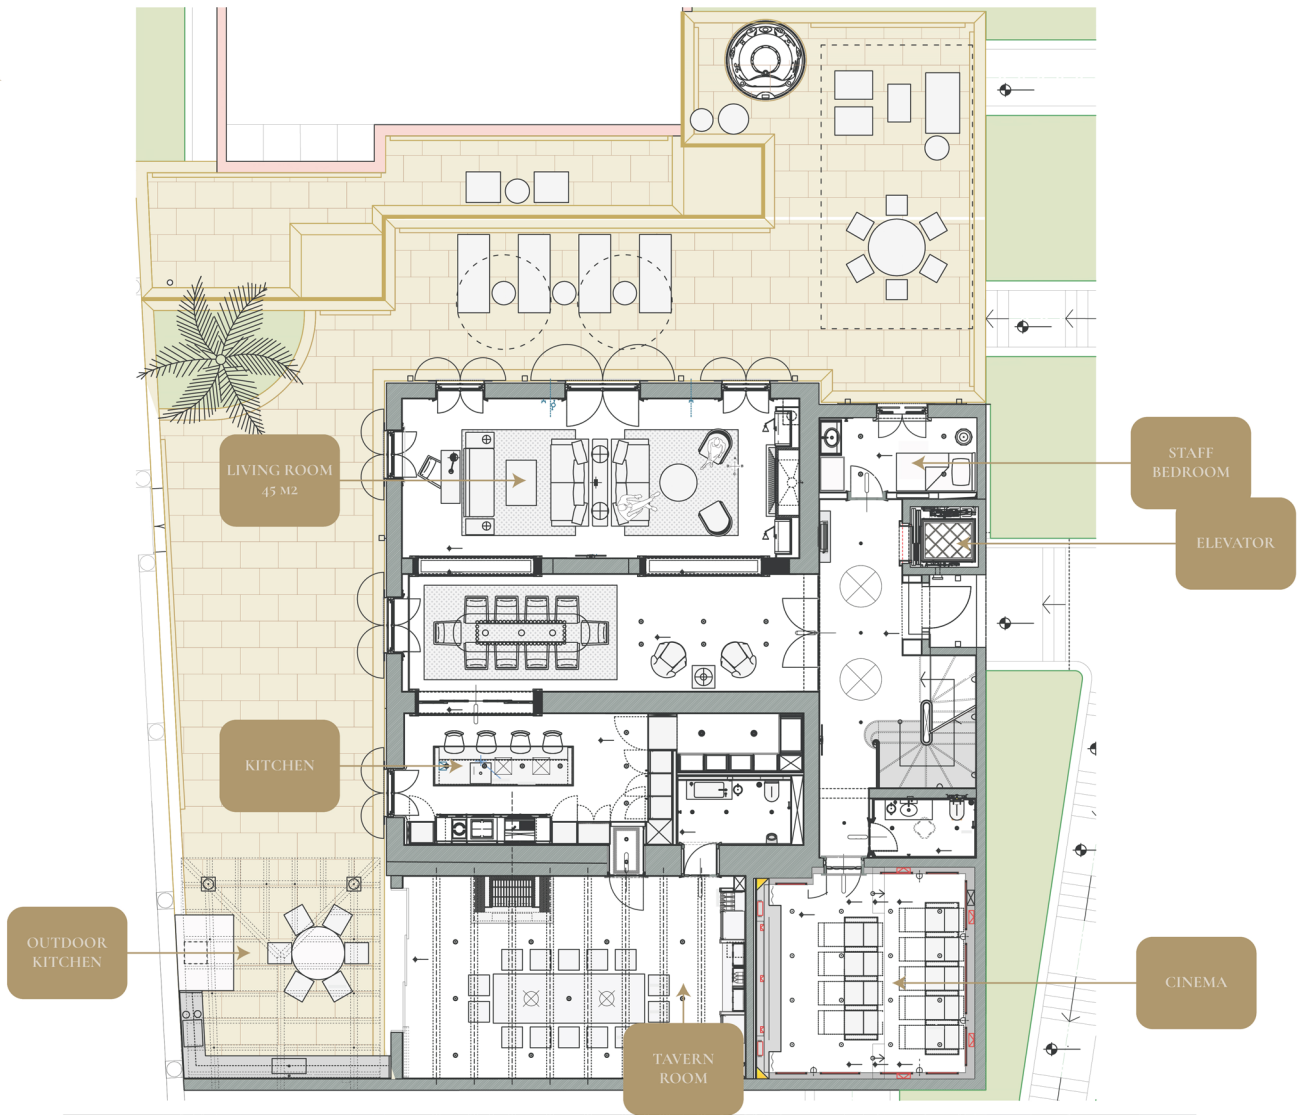 LIVING ROOM
45 M2
STAFF
BEDROOM
ELEVATOR
KITCHEN
OUTDOOR
KITCHEN
CINEMA
TAVERN
ROOM